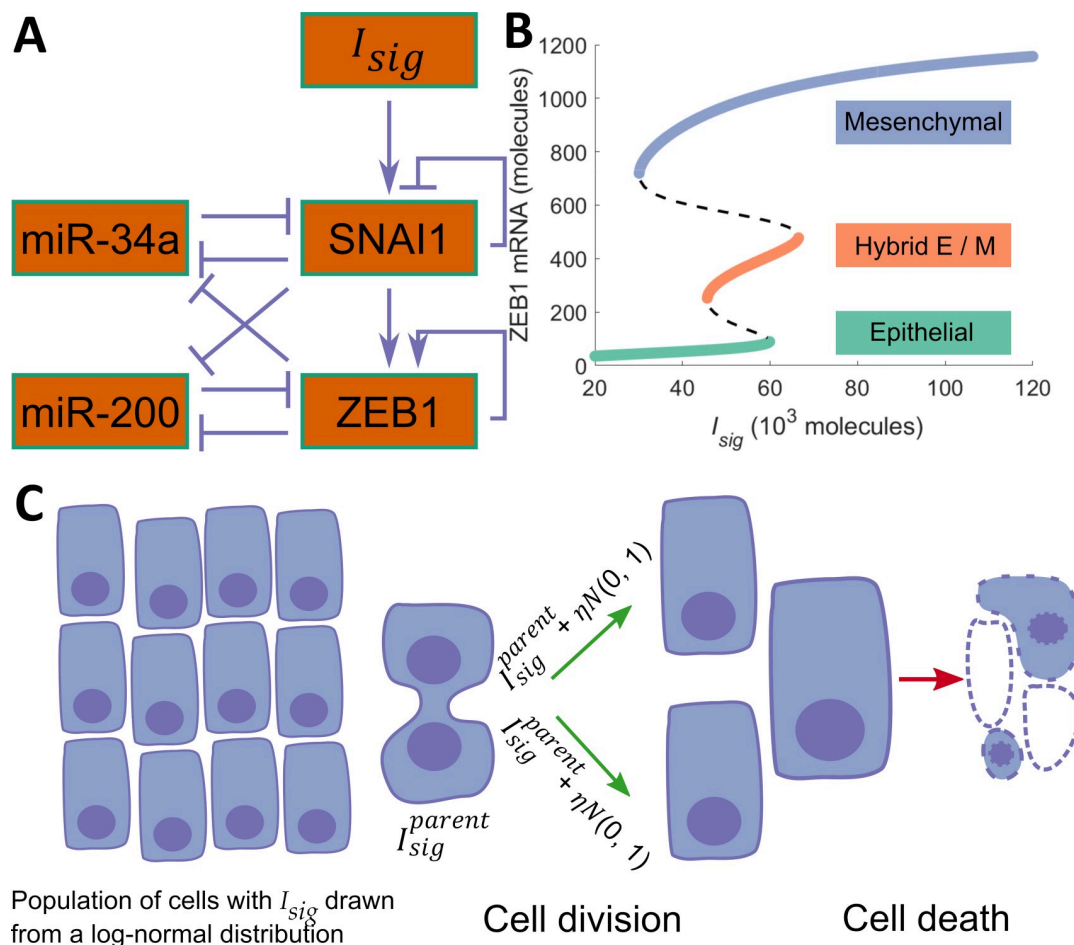 A
I_sig
miR-34a
SNAI1
miR-200
ZEB1
B
ZEB1 mRNA (molecules)
1200
1000
800
600
400
200
0
20
40
60
80
100
120
I_sig (10³ molecules)
Mesenchymal
Hybrid E / M
Epithelial
C
I_sig^parent + ηN(0, 1)
I_sig^parent + ηN(0, 1)
I_sig^parent
Population of cells with I_sig drawn
from a log-normal distribution
Cell division
Cell death